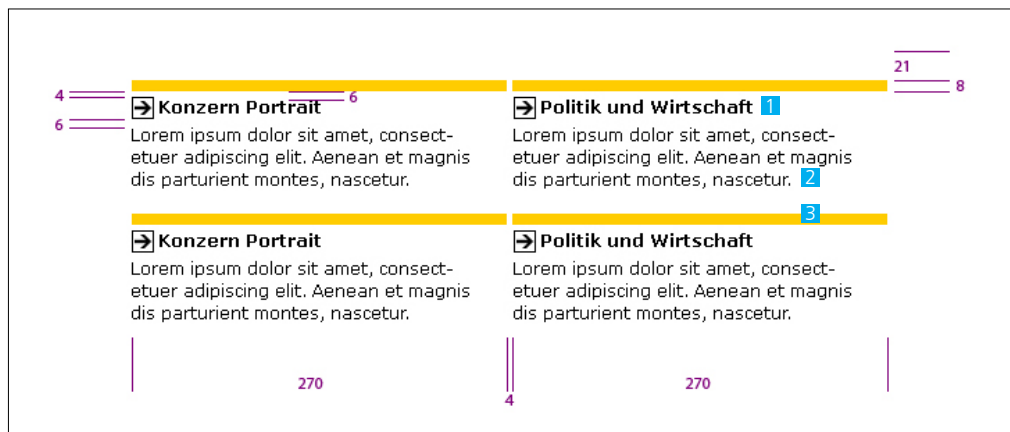 21
8
4
6
6
Konzern Portrait
Politik und Wirtschaft 1
Lorem ipsum dolor sit amet, consect-
etuer adipiscing elit. Aenean et magnis
dis parturient montes, nascetur.
Lorem ipsum dolor sit amet, consect-
etuer adipiscing elit. Aenean et magnis
dis parturient montes, nascetur. 2
3
Konzern Portrait
Politik und Wirtschaft
Lorem ipsum dolor sit amet, consect-
etuer adipiscing elit. Aenean et magnis
dis parturient montes, nascetur.
Lorem ipsum dolor sit amet, consect-
etuer adipiscing elit. Aenean et magnis
dis parturient montes, nascetur.
270
4
270